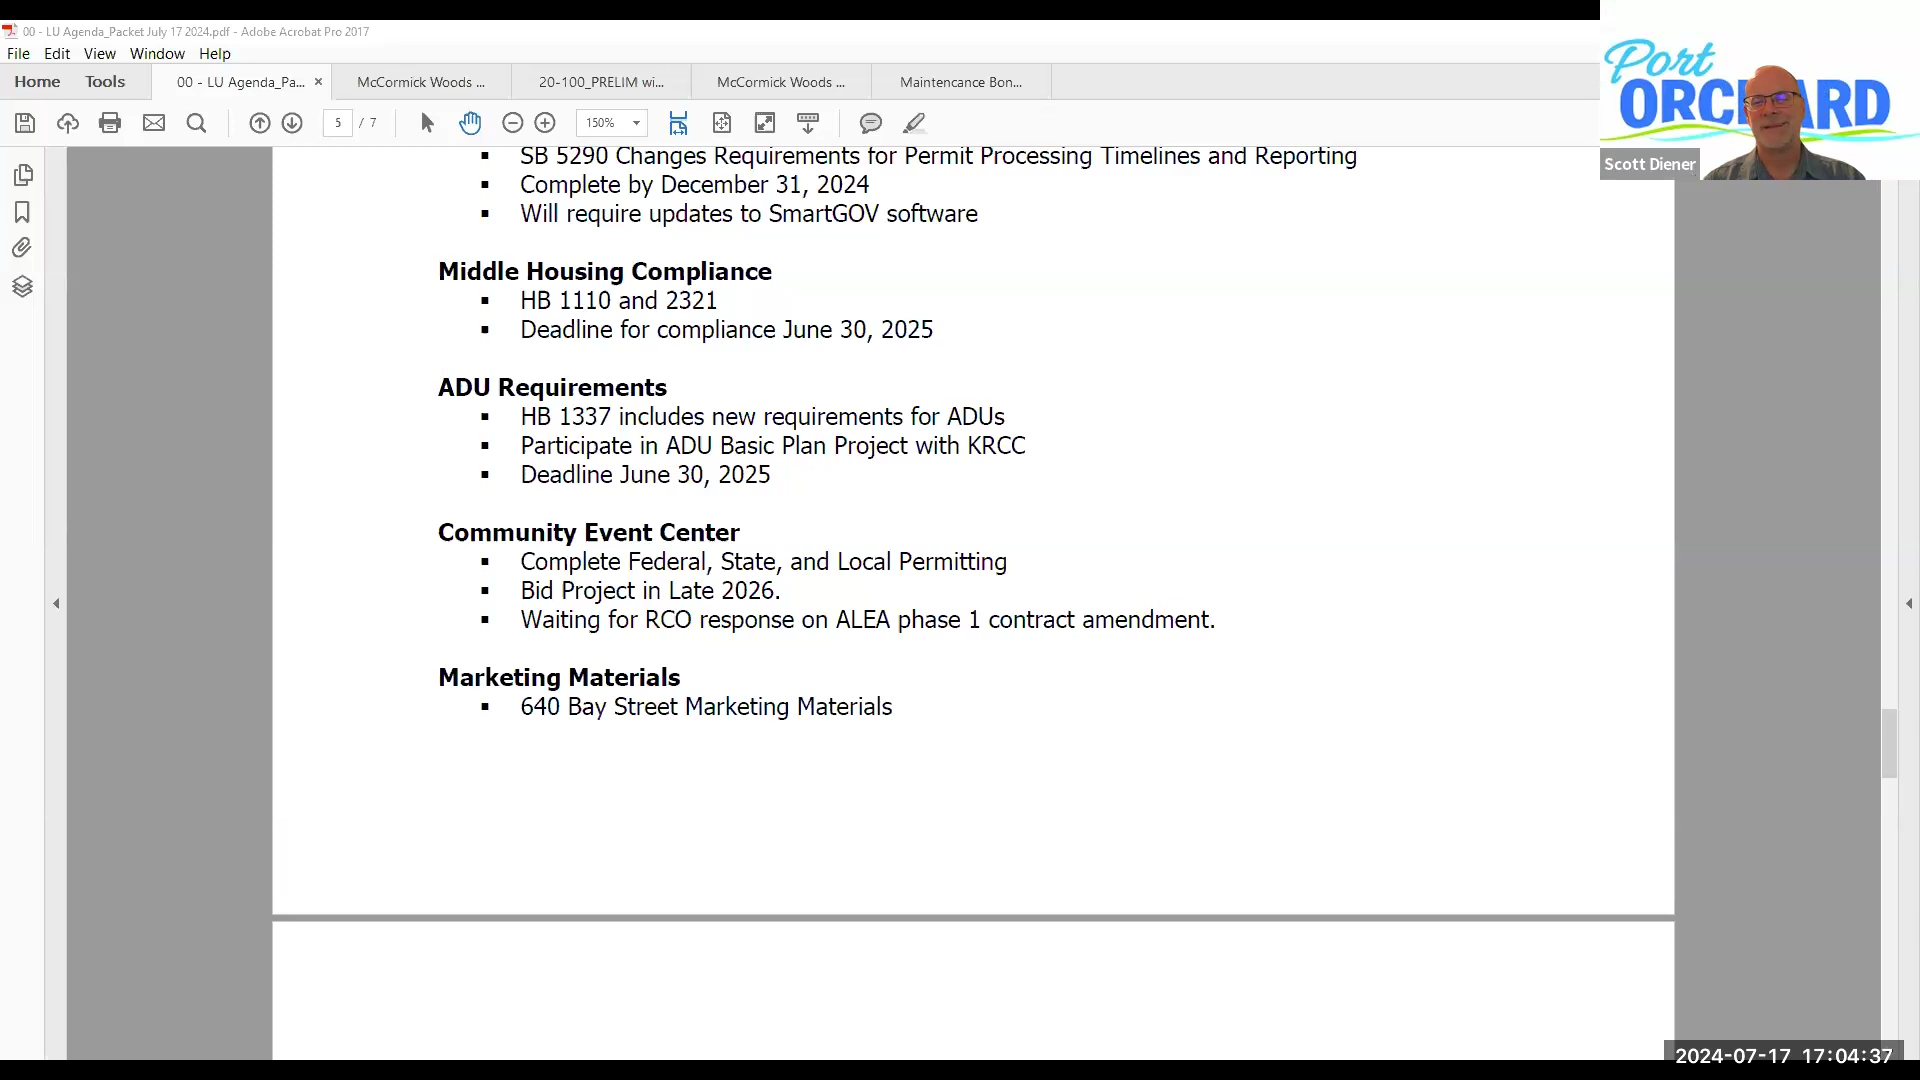 00 - LU Agenda_Packet July 17 2024.pdf - Adobe Acrobat Pro 2017
File Edit View Window Help
Home Tools 00 - LU Agenda_Pa... × McCormick Woods ... 20-100_PRELIM wi... McCormick Woods ... Maintencance Bon...
5 / 7 150%
Port
ORCHARD
Scott Diener
▪ SB 5290 Changes Requirements for Permit Processing Timelines and Reporting
▪ Complete by December 31, 2024
▪ Will require updates to SmartGOV software
Middle Housing Compliance
▪ HB 1110 and 2321
▪ Deadline for compliance June 30, 2025
ADU Requirements
▪ HB 1337 includes new requirements for ADUs
▪ Participate in ADU Basic Plan Project with KRCC
▪ Deadline June 30, 2025
Community Event Center
▪ Complete Federal, State, and Local Permitting
▪ Bid Project in Late 2026.
▪ Waiting for RCO response on ALEA phase 1 contract amendment.
Marketing Materials
▪ 640 Bay Street Marketing Materials
2024-07-17 17:04:37